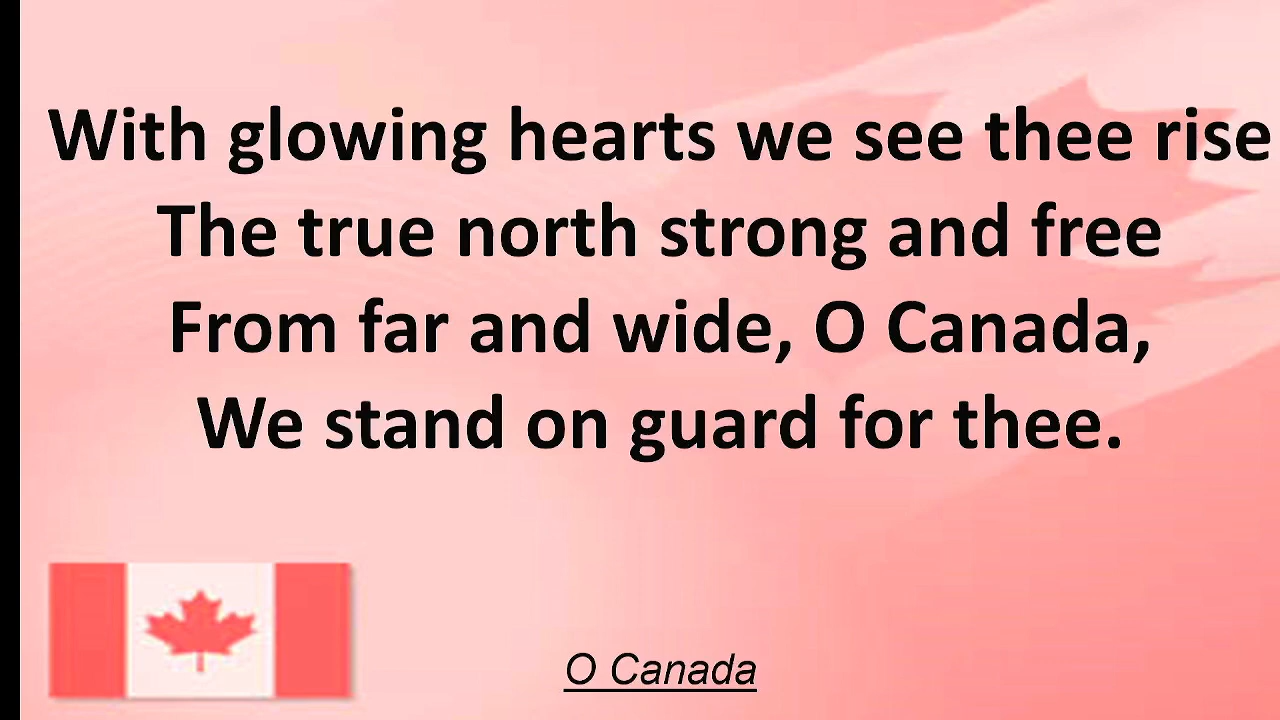 With glowing hearts we see thee rise
The true north strong and free
From far and wide, O Canada,
We stand on guard for thee.
O Canada